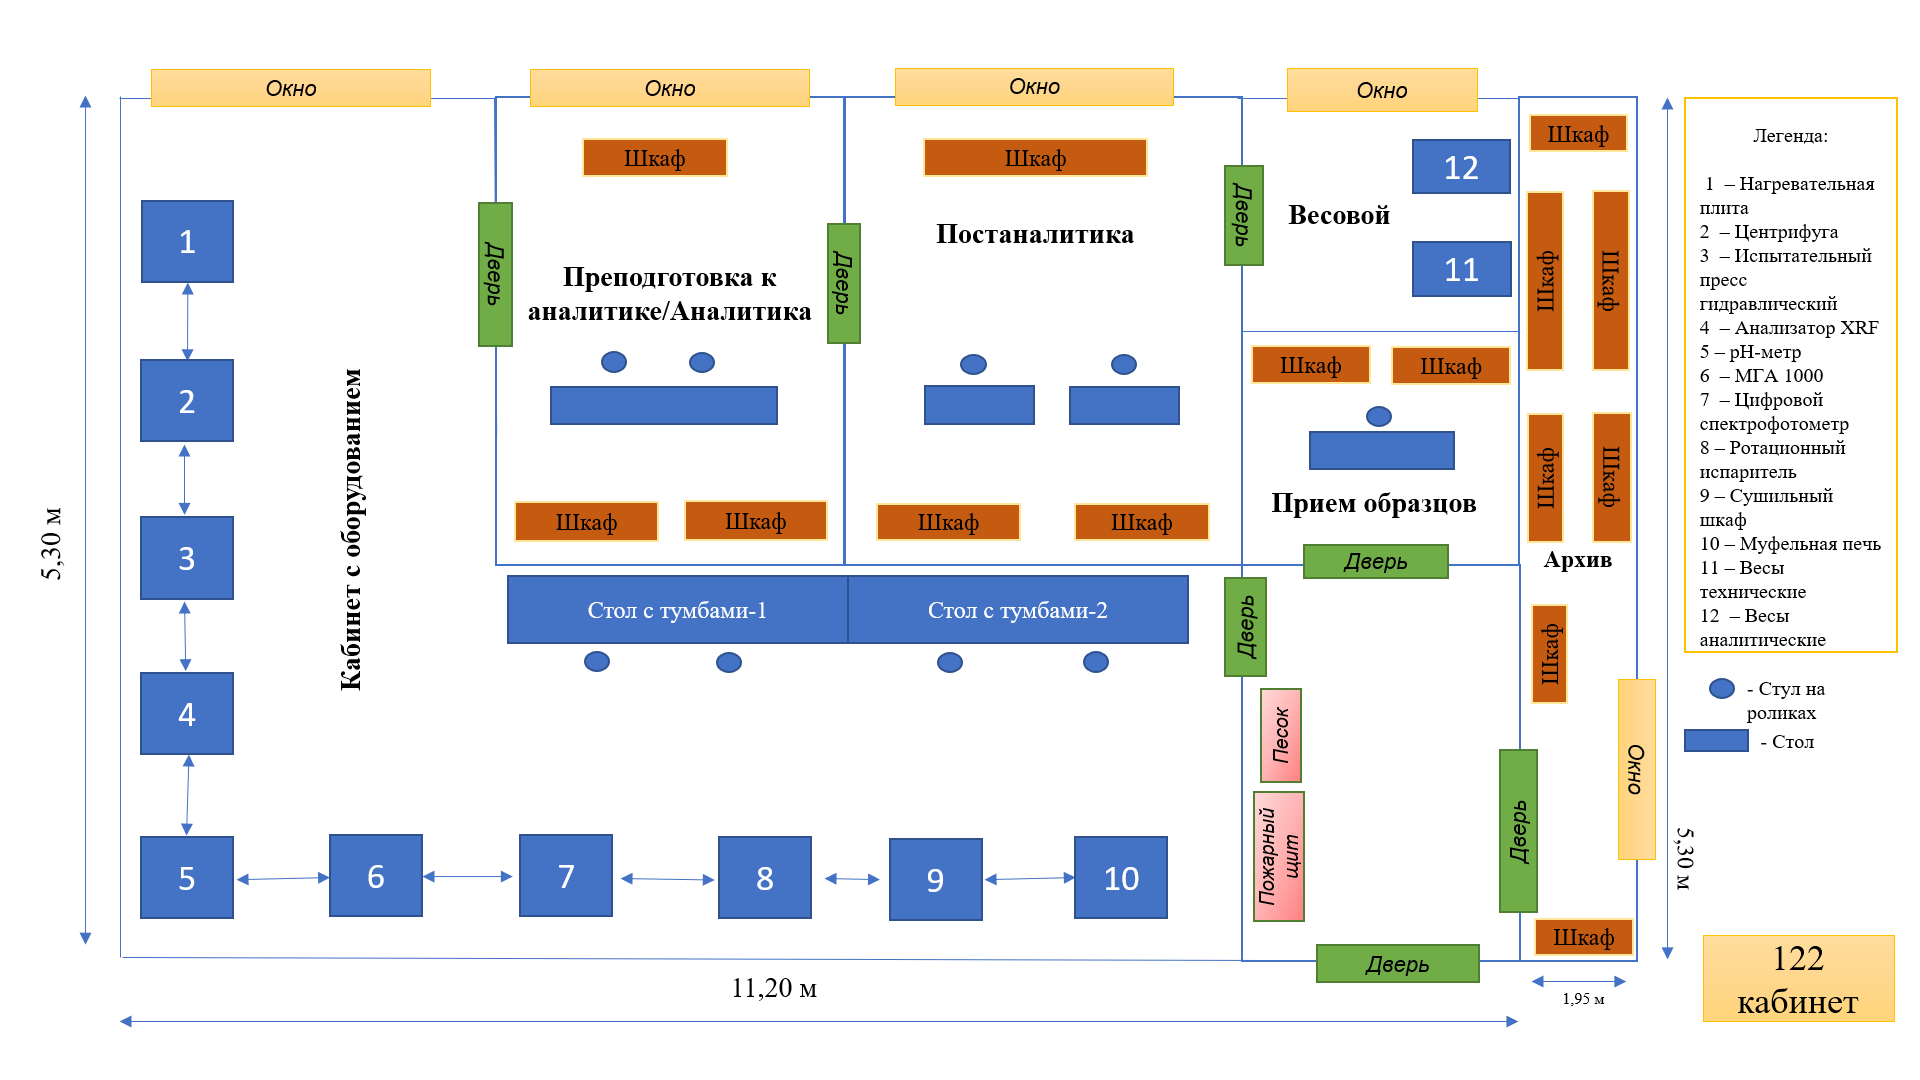 Окно
Окно
Окно
Окно
Шкаф
Шкаф
Шкаф
12
11
Дверь
Весовой
Постаналитика
Дверь
Дверь
Преподготовка к
аналитике/Аналитика
Шкаф
Шкаф
Шкаф
Шкаф
Шкаф
Шкаф
Прием образцов
Дверь
Архив
Шкаф
Шкаф
Шкаф
Шкаф
1
2
3
4
5
6
7
8
9
10
Кабинет с оборудованием
Стол с тумбами-1
Стол с тумбами-2
Дверь
Песок
Пожарный
щит
Дверь
Дверь
Шкаф
Окно
Шкаф
5,30 м
11,20 м
1,95 м
5,30 м
Легенда:
1 – Нагревательная
плита
2 – Центрифуга
3 – Испытательный
пресс
гидравлический
4 – Анализатор XRF
5 – pH-метр
6 – МГА 1000
7 – Цифровой
спектрофотометр
8 – Ротационный
испаритель
9 – Сушильный
шкаф
10 – Муфельная печь
11 – Весы
технические
12 – Весы
аналитические
- Стул на
роликах
- Стол
122
кабинет